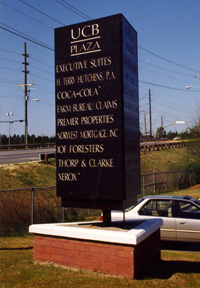 UCB
PLAZA
EXECUTIVE SUITES
H. TERRY HUTCHENS, P.A.
COCA-COLA
FARM BUREAU CLAIMS
PREMIER PROPERTIES
NORWEST MORTGAGE, INC
IOF FORESTERS
THORP & CLARKE
XEROX